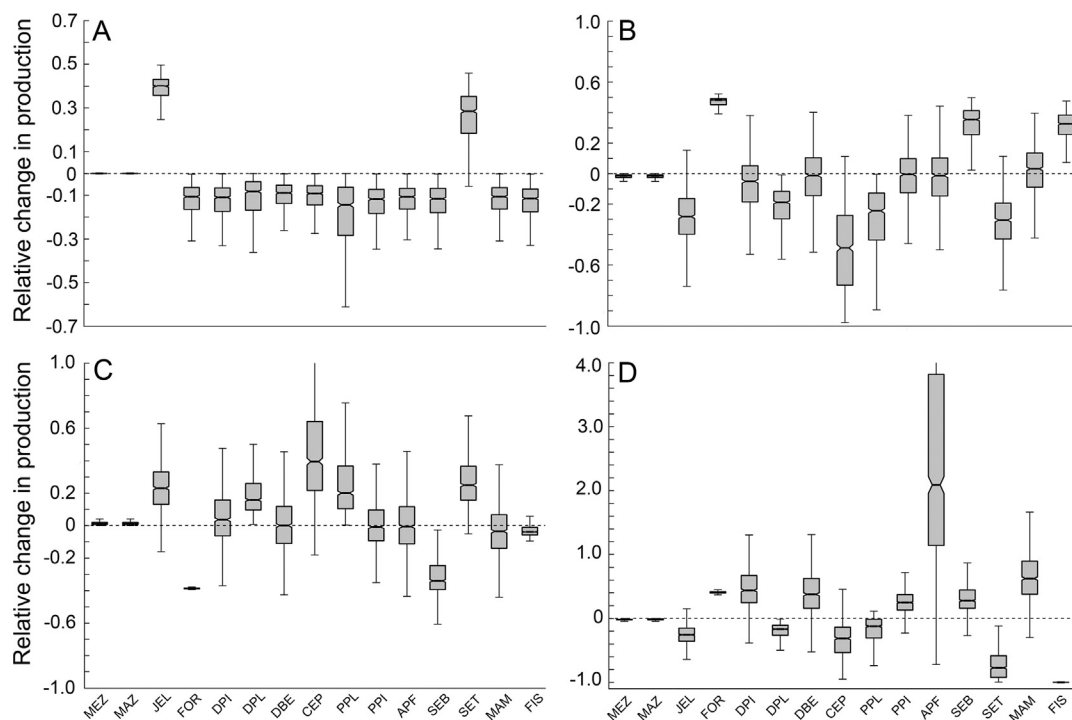 A
Relative change in production
0.7
0.5
0.3
0.1
0
-0.1
-0.3
-0.5
-0.7
B
1.0
0.6
0.2
0
-0.2
-0.6
-1.0
C
Relative change in production
1.0
0.6
0.2
0
-0.2
-0.6
-1.0
MEZ
MAZ
JEL
FOR
DPI
DPL
DBE
CEP
PPL
PPI
APF
SEB
SET
MAM
FIS
D
4.0
3.0
2.0
1.0
0
-1.0
MEZ
MAZ
JEL
FOR
DPI
DPL
DBE
CEP
PPL
PPI
APF
SEB
SET
MAM
FIS